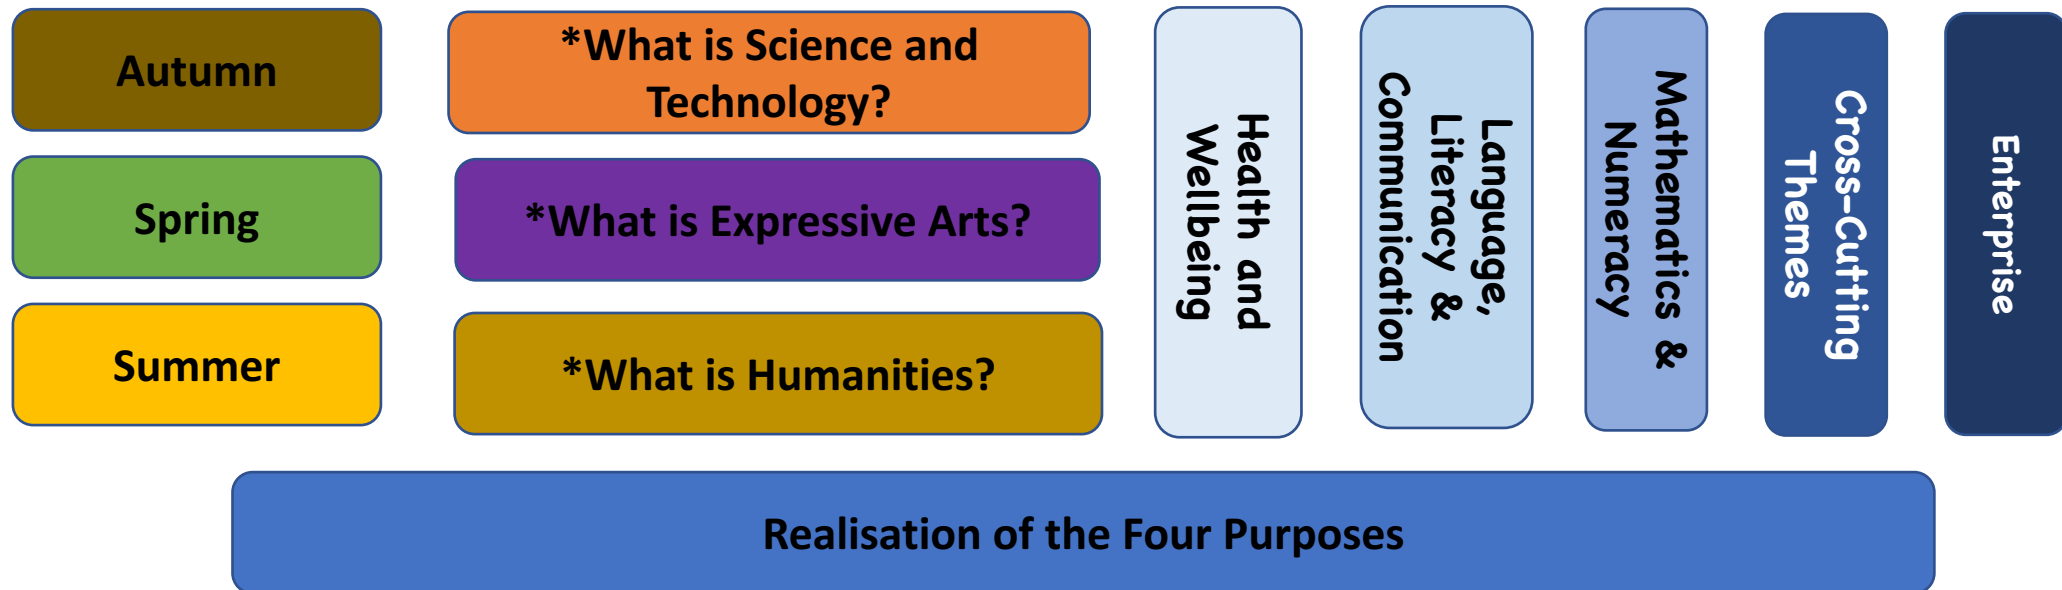 Autumn
*What is Science and
Technology?
Spring
*What is Expressive Arts?
Summer
*What is Humanities?
Health and
Wellbeing
Language,
Literacy &
Communication
Mathematics &
Numeracy
Cross-Cutting
Themes
Enterprise
Realisation of the Four Purposes